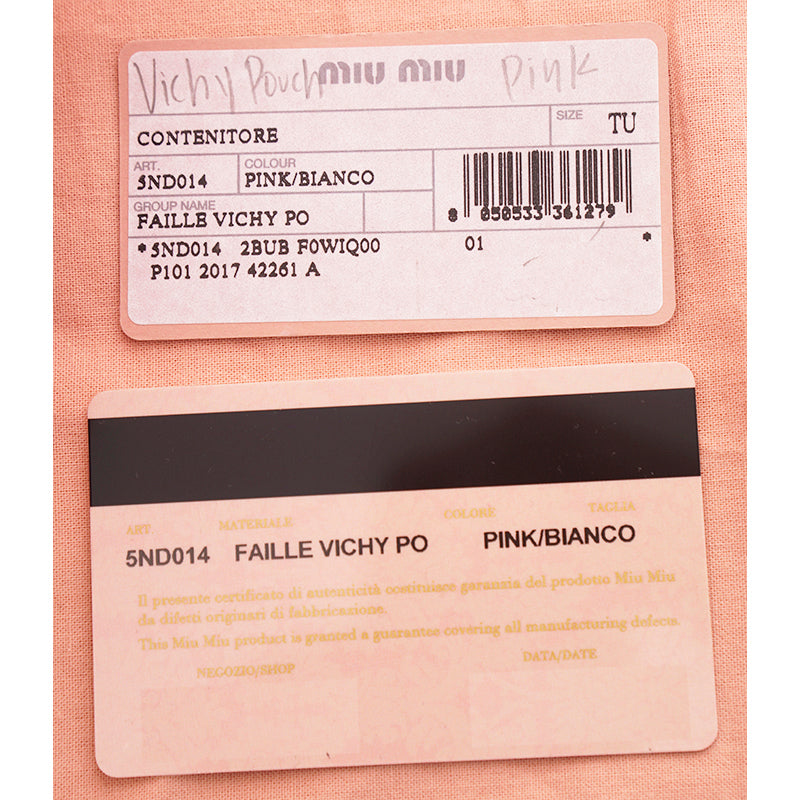 Vichy Pouch miu miu Pink
CONTENITORE
SIZE TU
ART. COLOUR
5ND014 PINK/BIANCO
GROUP NAME
FAILLE VICHY PO
8 050533 361279
*5ND014 2BUB F0WIQ00 01 *
P101 2017 42261 A
ART. MATERIALE COLORE TAGLIA
5ND014 FAILLE VICHY PO PINK/BIANCO
Il presente certificato di autenticità costituisce garanzia del prodotto Miu Miu
da difetti originari di fabbricazione.
This Miu Miu product is granted a guarantee covering all manufacturing defects.
NEGOZIO/SHOP DATA/DATE